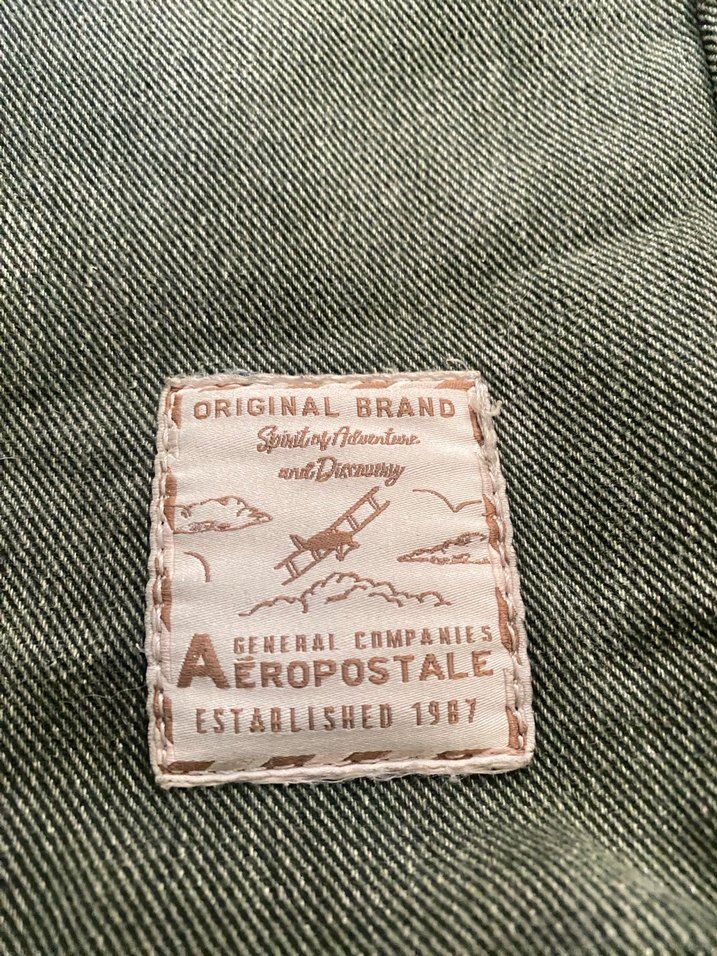 ORIGINAL BRAND
Spirit of Adventure
and Discovery
GENERAL COMPANIES
AÉROPOSTALE
ESTABLISHED 1987